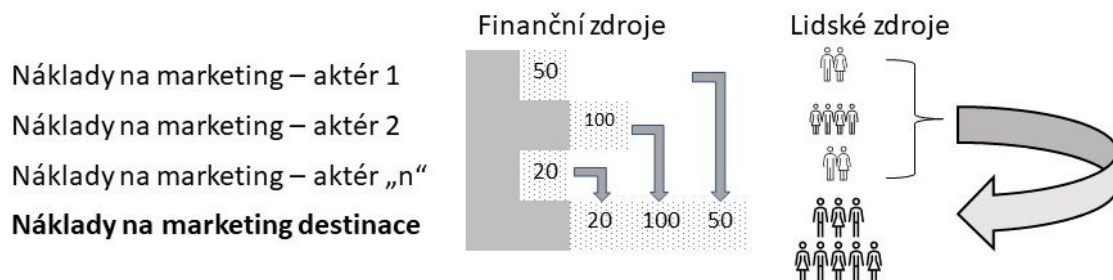 Finanční zdroje
Lidské zdroje
Náklady na marketing – aktér 1
50
Náklady na marketing – aktér 2
100
Náklady na marketing – aktér „n“
20
Náklady na marketing destinace
20 100 50